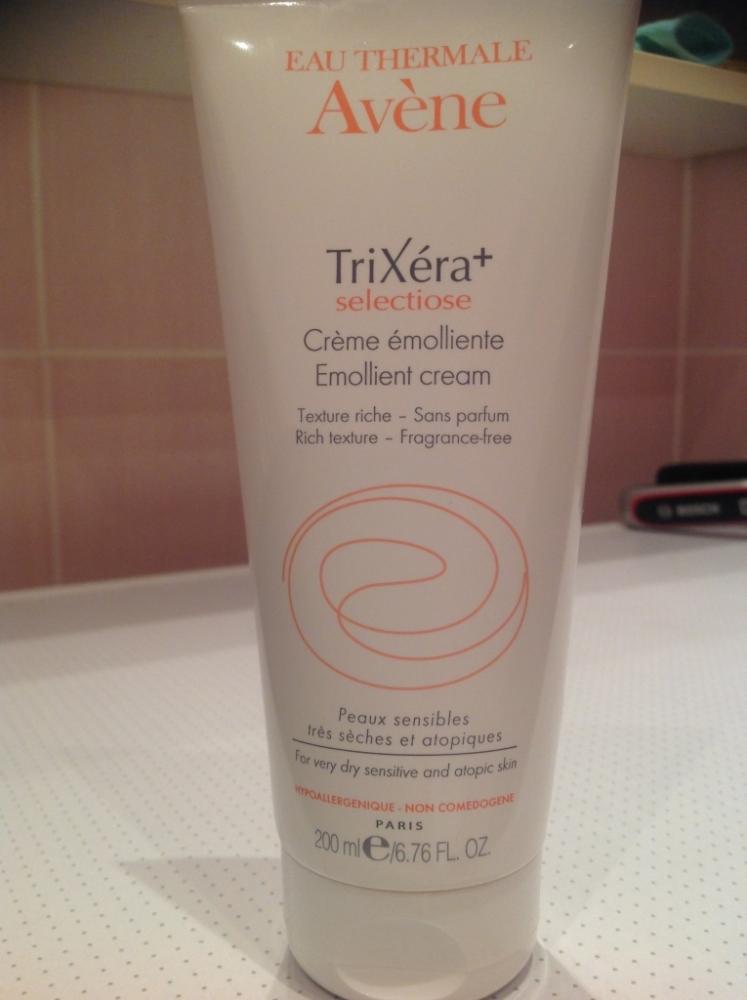 EAU THERMALE
Avène
TriXéra+
selectiose
Crème émolliente
Emollient cream
Texture riche – Sans parfum
Rich texture – Fragrance-free
Peaux sensibles
très sèches et atopiques
For very dry sensitive and atopic skin
HYPOALLERGENIQUE - NON COMEDOGENE
PARIS
200 ml e/6.76 FL. OZ.
BOSCH